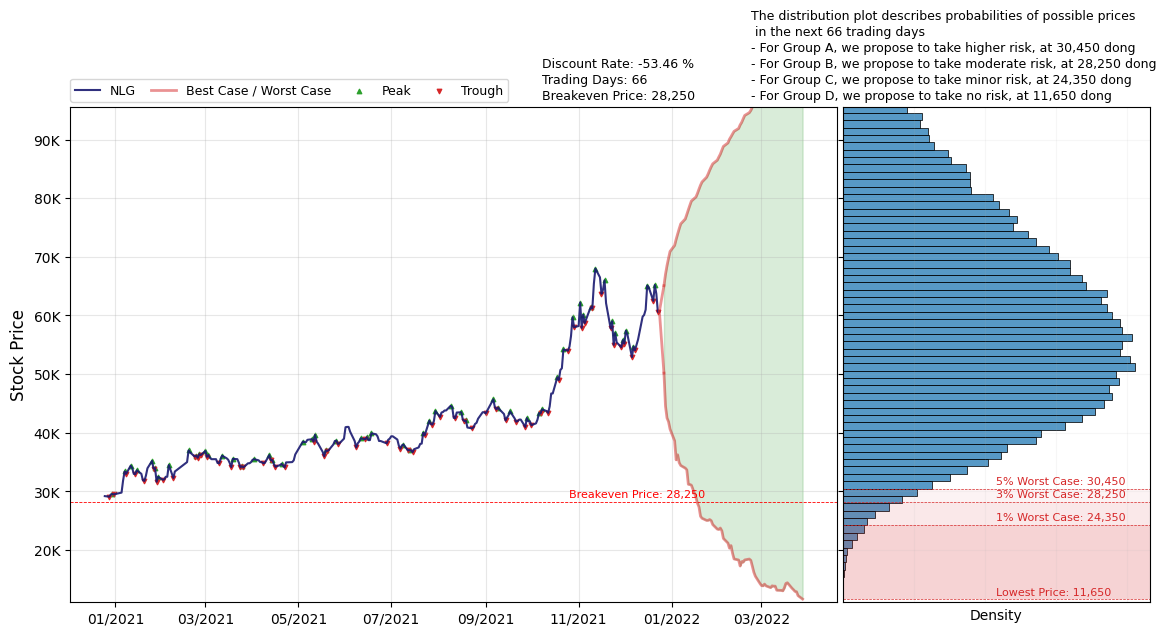 The distribution plot describes probabilities of possible prices
in the next 66 trading days
- For Group A, we propose to take higher risk, at 30,450 dong
- For Group B, we propose to take moderate risk, at 28,250 dong
- For Group C, we propose to take minor risk, at 24,350 dong
- For Group D, we propose to take no risk, at 11,650 dong
Discount Rate: -53.46 %
Trading Days: 66
Breakeven Price: 28,250
NLG Best Case / Worst Case Peak Trough
90K
80K
70K
60K
50K
40K
30K
20K
Stock Price
Breakeven Price: 28,250
5% Worst Case: 30,450
3% Worst Case: 28,250
1% Worst Case: 24,350
Lowest Price: 11,650
01/2021 03/2021 05/2021 07/2021 09/2021 11/2021 01/2022 03/2022
Density